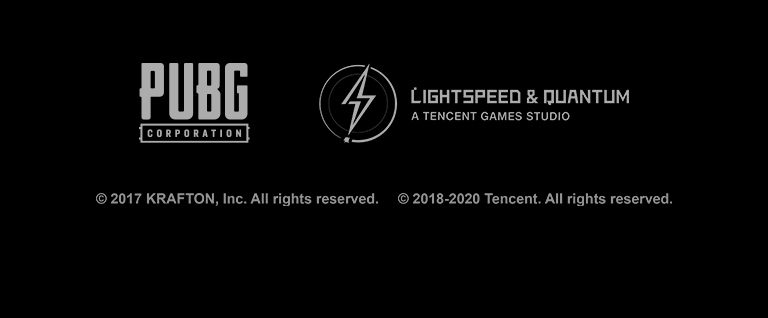 PUBG
CORPORATION
LIGHTSPEED & QUANTUM
A TENCENT GAMES STUDIO
© 2017 KRAFTON, Inc. All rights reserved. © 2018-2020 Tencent. All rights reserved.